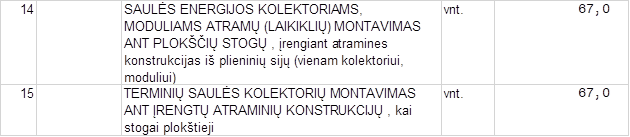 14 SAULĖS ENERGIJOS KOLEKTORIAMS, vnt. 67,0
MODULIAMS ATRAMŲ (LAIKIKLIŲ) MONTAVIMAS
ANT PLOKŠČIŲ STOGŲ , įrengiant atramines
konstrukcijas iš plieninių sijų (vienam kolektoriui,
moduliui)
15 TERMINIŲ SAULĖS KOLEKTORIŲ MONTAVIMAS vnt. 67,0
ANT ĮRENGTŲ ATRAMINIŲ KONSTRUKCIJŲ , kai
stogai plokštieji